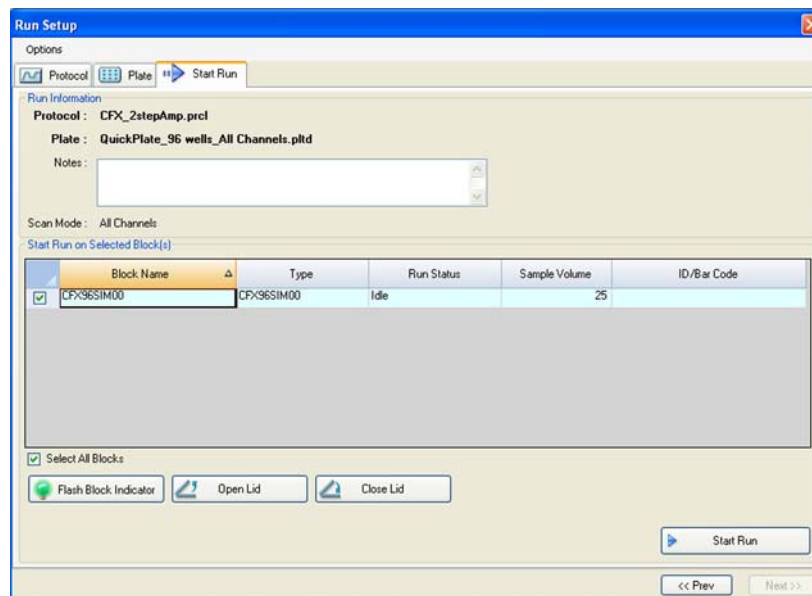 Run Setup
Options
Protocol Plate Start Run
Run Information
Protocol : CFX_2stepAmp.prcl
Plate : QuickPlate_96 wells_All Channels.pltd
Notes :
Scan Mode : All Channels
Start Run on Selected Block(s)
Block Name Type Run Status Sample Volume ID/Bar Code
CFX96SIM00 CFX96SIM00 Idle 25
Select All Blocks
Flash Block Indicator Open Lid Close Lid
Start Run
<< Prev Next >>